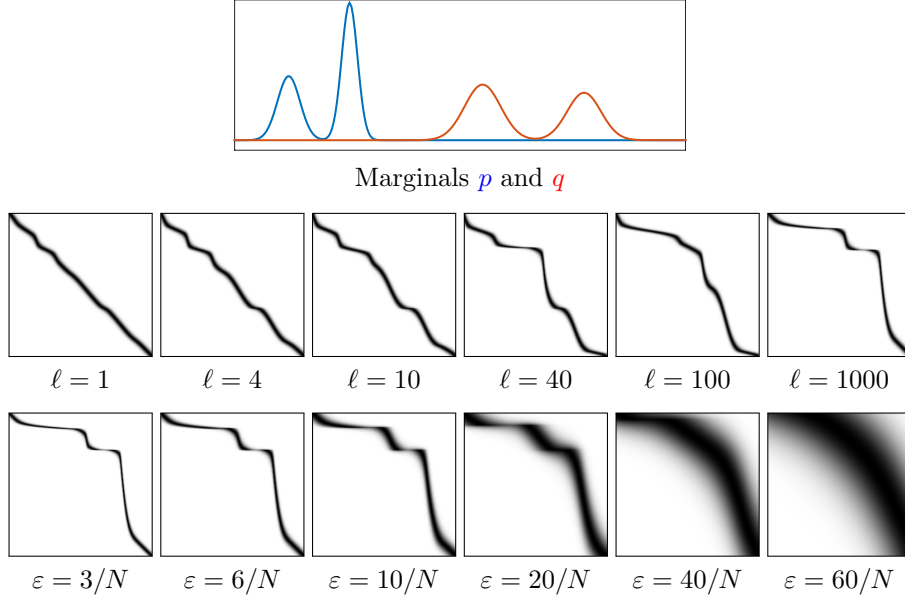 Marginals p and q
ℓ = 1 ℓ = 4 ℓ = 10 ℓ = 40 ℓ = 100 ℓ = 1000
ε = 3/N ε = 6/N ε = 10/N ε = 20/N ε = 40/N ε = 60/N